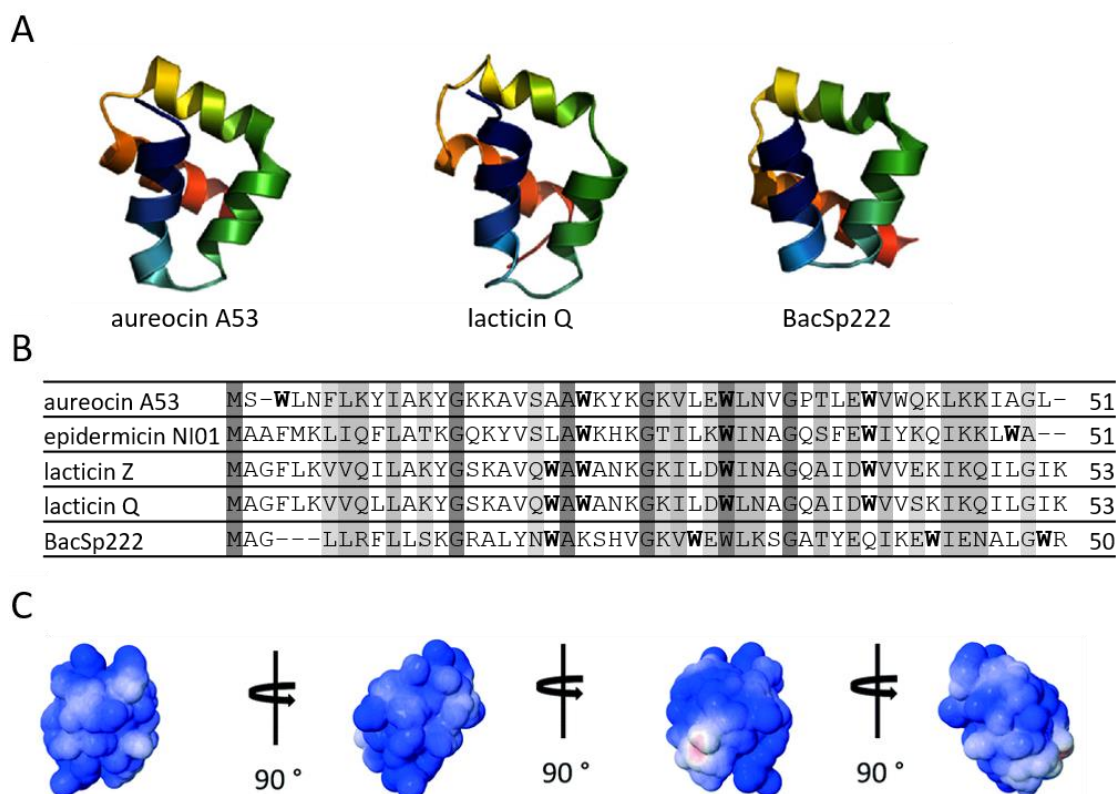 A
aureocin A53 lacticin Q BacSp222
B
aureocin A53 MS-WLNFLKYIAKYGKKAVSAAWKYKGKVLEWLNVGPTLEWVWQKLKKIAGL- 51
epidermicin NI01 MAAFMKLIQFLATKGQKYVSLAWKHKGTILKWINAGQSFEWIYKQIKKLWA-- 51
lacticin Z MAGFLKVVQILAKYGSKAVQWAWANKGKILDWINAGQAIDWVVEKIKQILGIK 53
lacticin Q MAGFLKVVQLLAKYGSKAVQWAWANKGKILDWLNAGQAIDWVVSKIKQILGIK 53
BacSp222 MAG---LLRFLLSKGRALYNWAKSHVGKVWEWLKSGATYEQIKEWIENALGWR 50
C
90 ° 90 ° 90 °